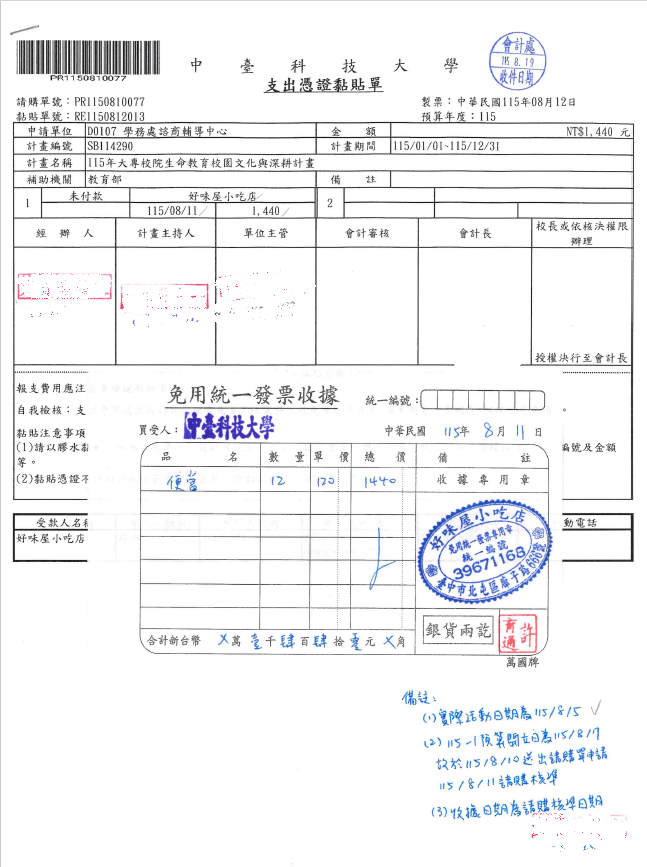 PR1150810077
中臺科技大學
支出憑證黏貼單
會計處
115.8.19
收件日期
請購單號：PR1150810077
製票：中華民國115年08月12日
黏貼單號：RE1150812013
預算年度：115
申請單位 D0107 學務處諮商輔導中心 金額 NT$1,440 元
計畫編號 SB114290 計畫期間 115/01/01~115/12/31
計畫名稱 115年大專校院生命教育校園文化與深耕計畫
補助機關 教育部 備註
1 未付款 好味屋小吃店 2
115/08/11 1,440
經辦人 計畫主持人 單位主管 會計審核 會計長 校長或依核決權限辦理
授權決行至會計長
報支費用應注
自我檢核：支
黏貼注意事項
(1)請以膠水黏
編號及金額
等。
(2)黏貼憑證不
受款人名稱
動電話
好味屋小吃店
免用統一發票收據 統一編號：
買受人：中臺科技大學 中華民國 115年 8月 11日
品名 數量 單價 總價 備註
便當 12 120 1440 收據專用章
好味屋小吃店
免用統一發票專用章
統一編號
39671168
臺中市北屯區廍子路666號
合計新台幣 X萬壹千肆百肆拾零元X角
銀貨兩訖
萬國牌
備註：
(1)實際活動日期為115/8/5
(2) 115-1預算開立日為115/8/7
故於115/8/10送出請購單申請
115/8/11請購核準
(3)收據日期為請購核準日期